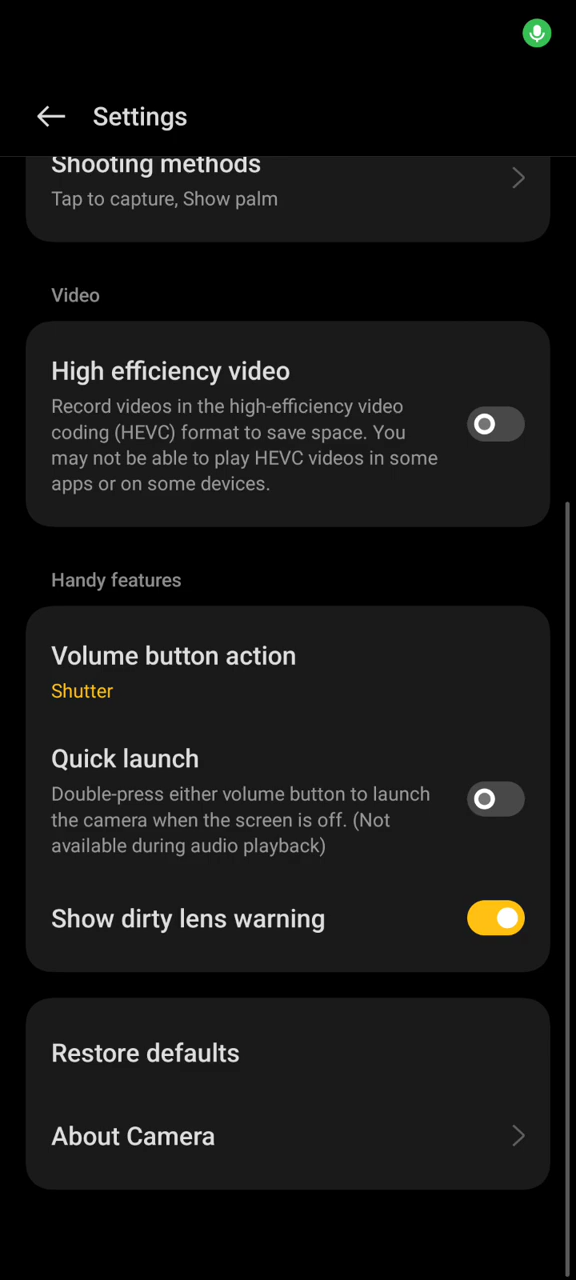 Settings
Shooting methods
Tap to capture, Show palm
Video
High efficiency video
Record videos in the high-efficiency video
coding (HEVC) format to save space. You
may not be able to play HEVC videos in some
apps or on some devices.
Handy features
Volume button action
Shutter
Quick launch
Double-press either volume button to launch
the camera when the screen is off. (Not
available during audio playback)
Show dirty lens warning
Restore defaults
About Camera